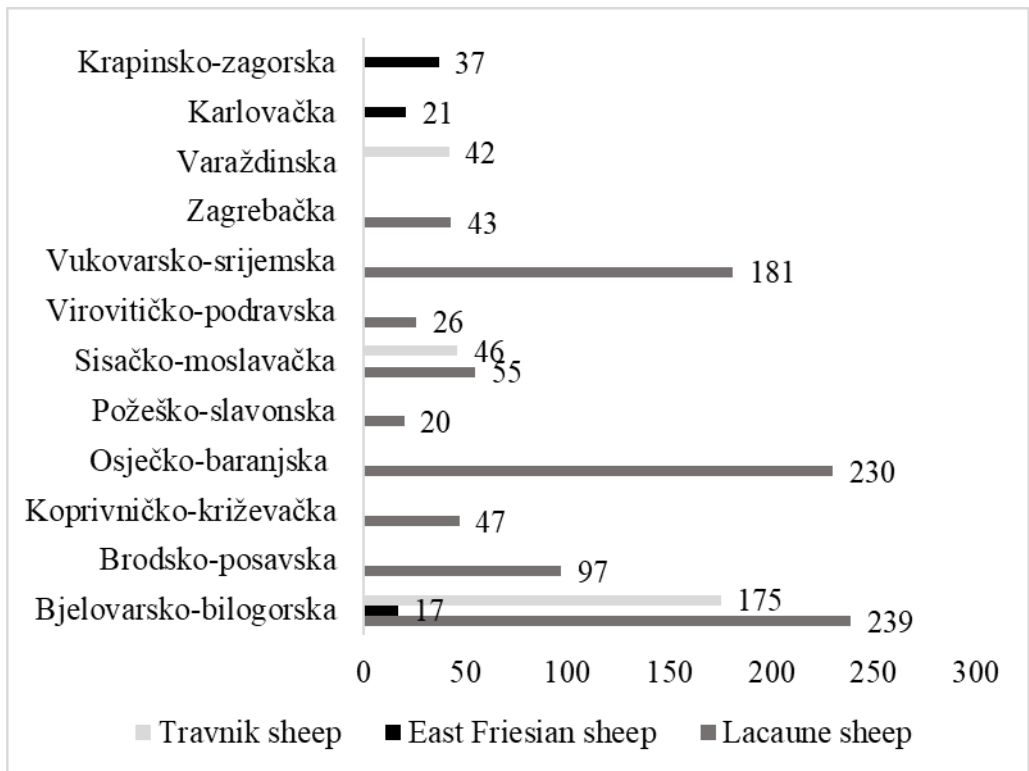 Krapinsko-zagorska 37
Karlovačka 21
Varaždinska 42
Zagrebačka 43
Vukovarsko-srijemska 181
Virovitičko-podravska 26
Sisačko-moslavačka 46
55
Požeško-slavonska 20
Osječko-baranjska 230
Koprivničko-križevačka 47
Brodsko-posavska 97
175
Bjelovarsko-bilogorska 17
239
0 50 100 150 200 250 300
Travnik sheep East Friesian sheep Lacaune sheep